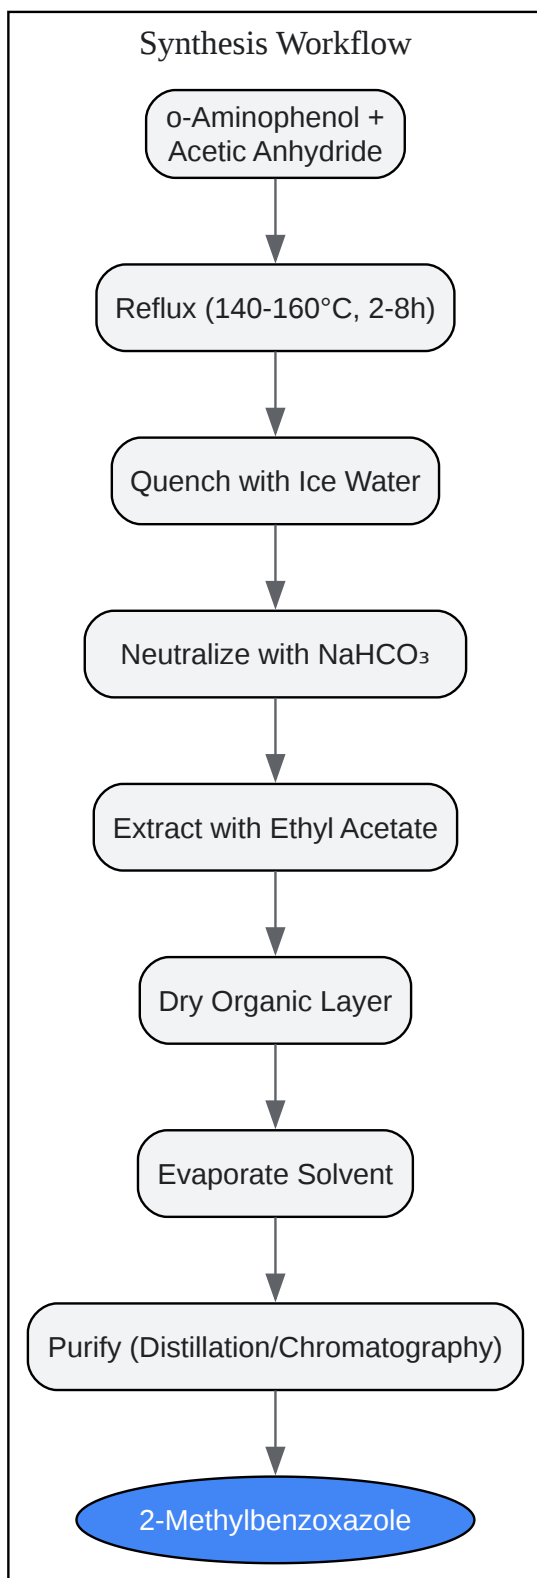 Synthesis Workflow
o-Aminophenol +
Acetic Anhydride
Reflux (140-160°C, 2-8h)
Quench with Ice Water
Neutralize with NaHCO₃
Extract with Ethyl Acetate
Dry Organic Layer
Evaporate Solvent
Purify (Distillation/Chromatography)
2-Methylbenzoxazole